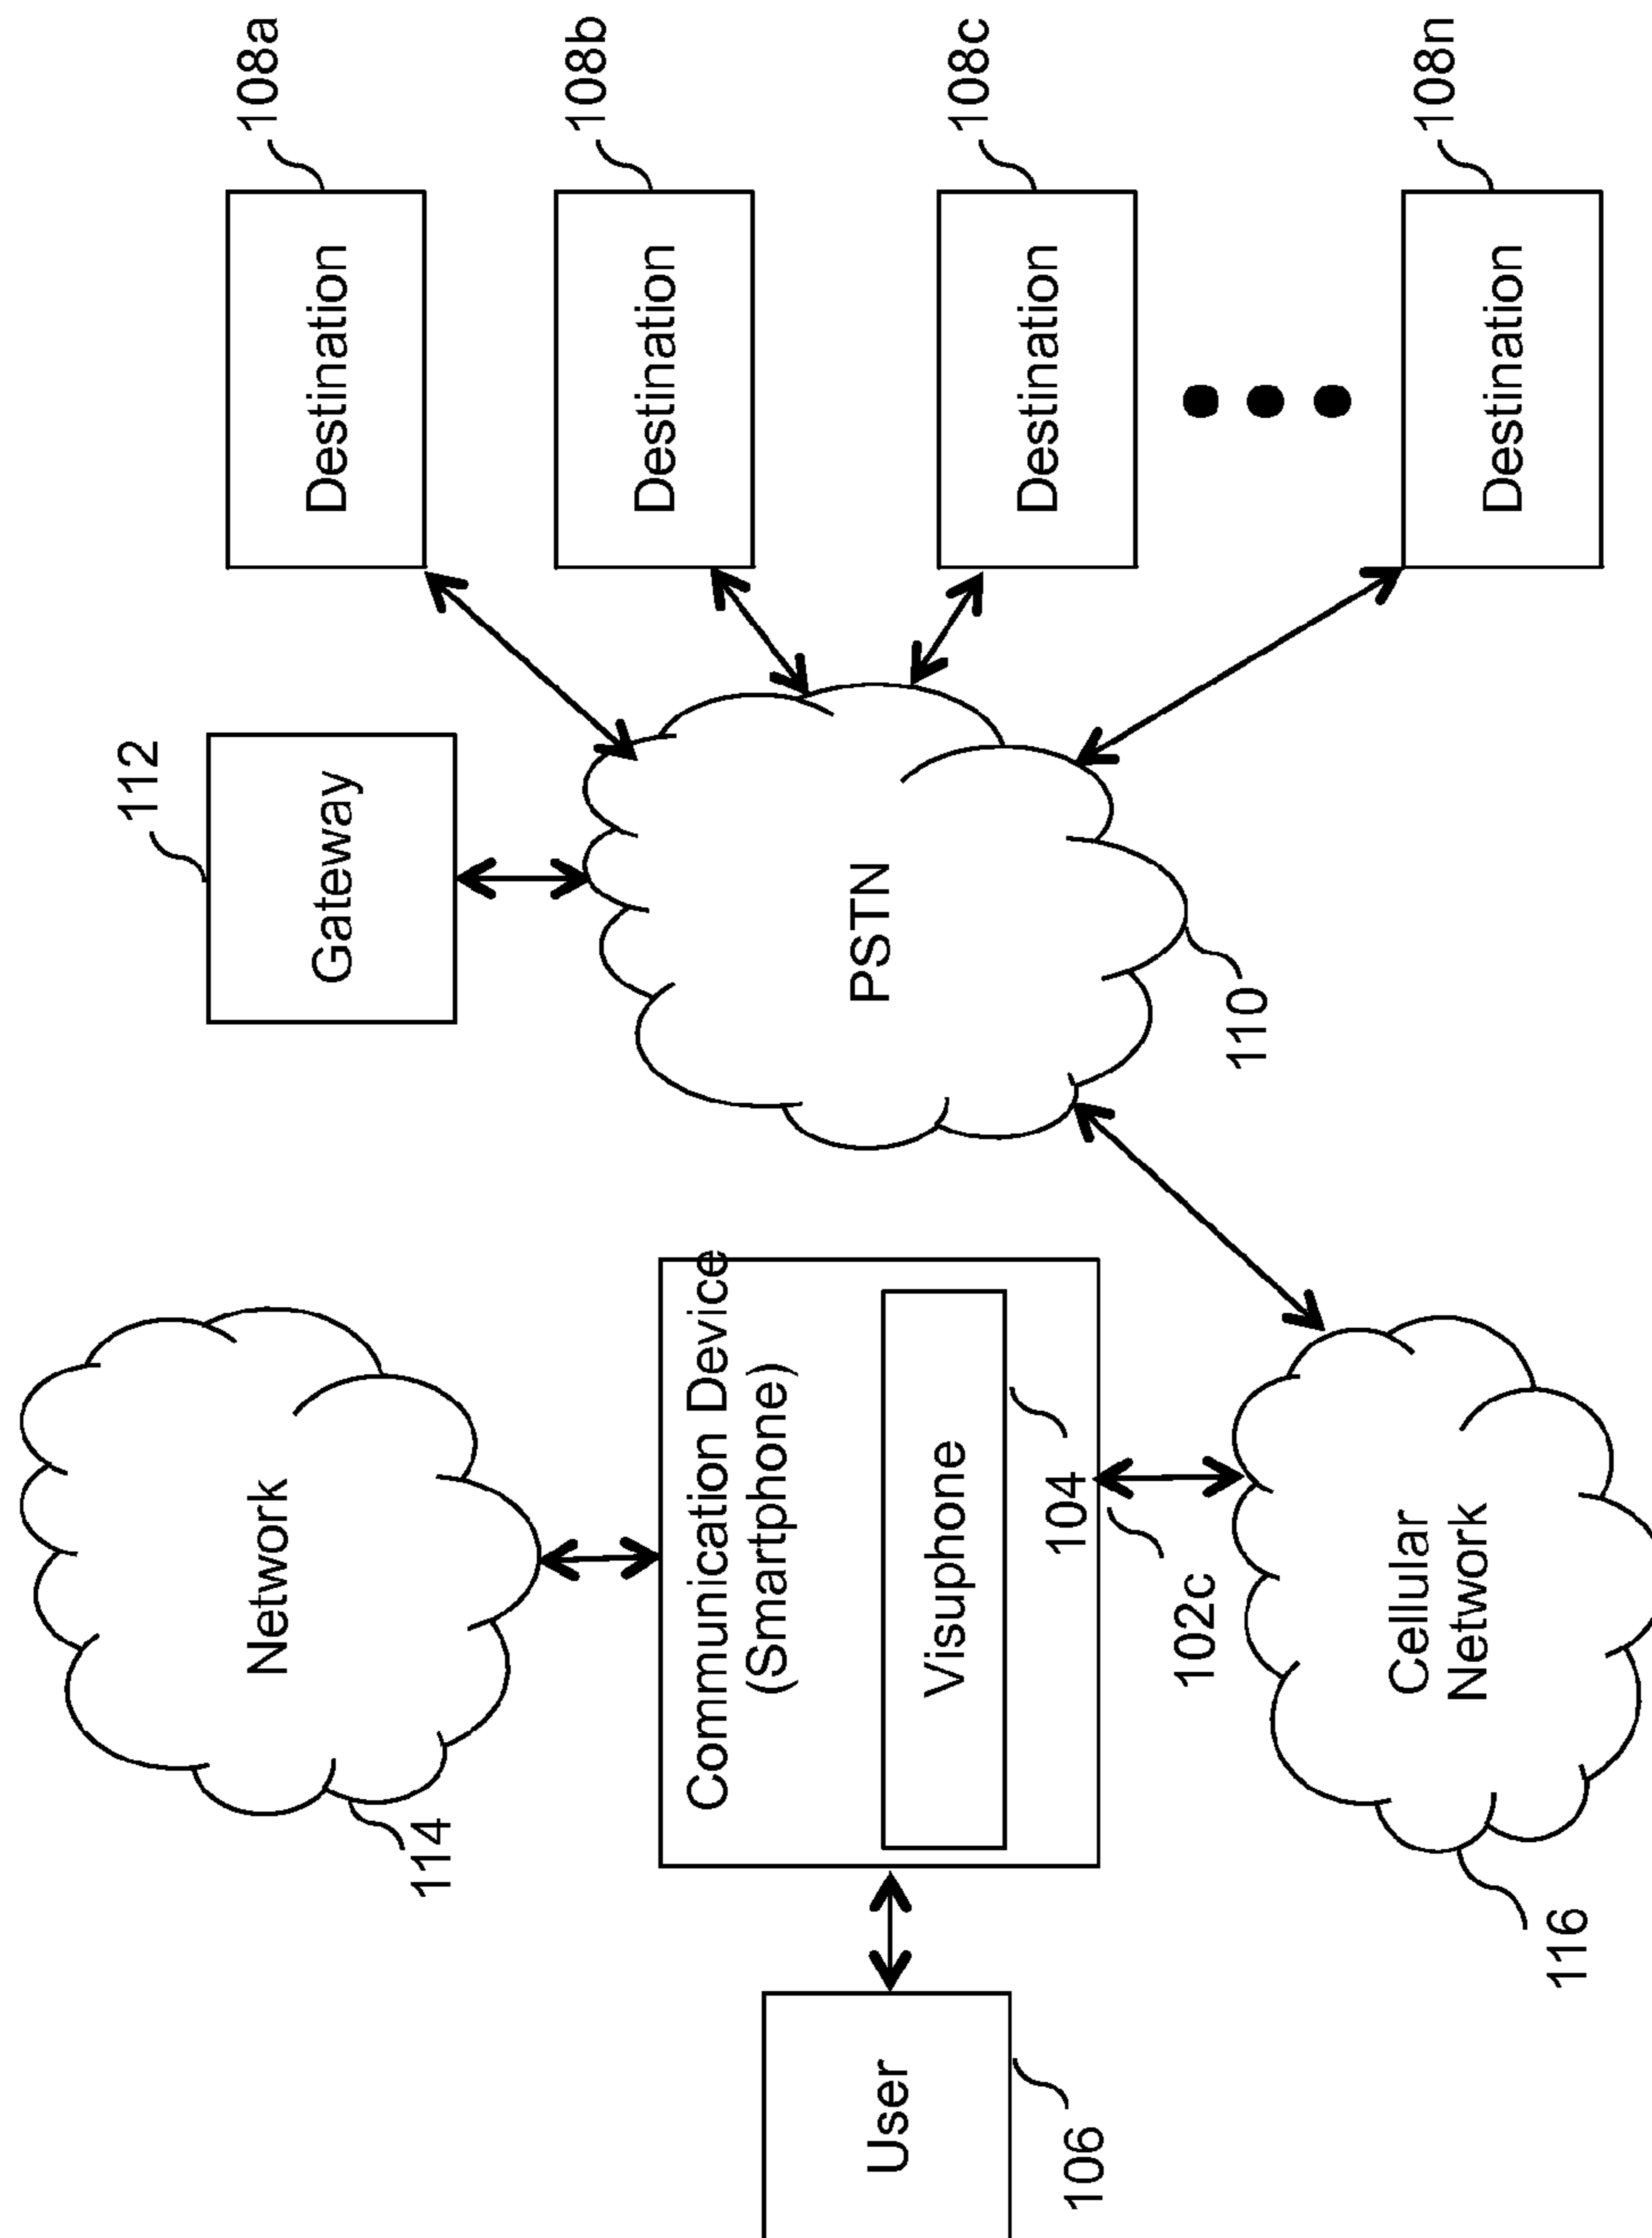 Network
114
Gateway
112
Destination
108a
Destination
108b
Destination
108c
Destination
108n
User
106
Communication Device
(Smartphone)
Visuphone
104
102c
PSTN
110
Cellular
Network
116